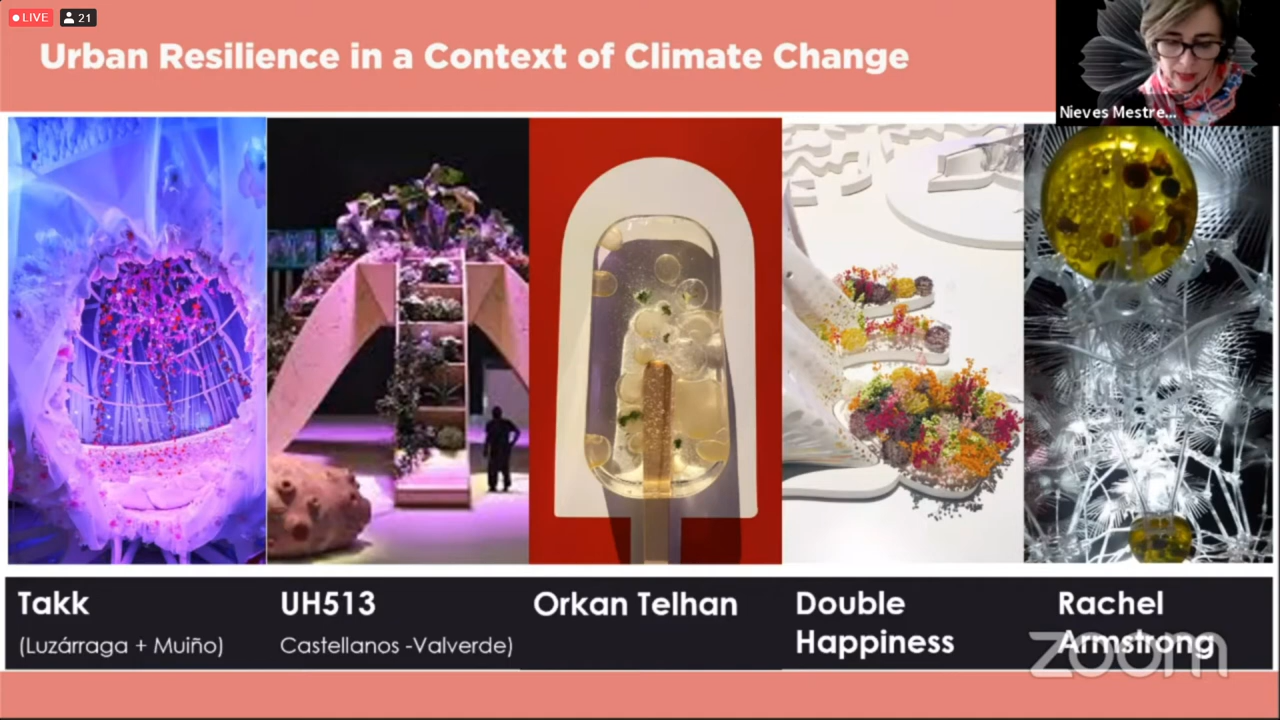 LIVE 21
Urban Resilience in a Context of Climate Change
Nieves Mestre...
Takk
(Luzárraga + Muiño)
UH513
Castellanos -Valverde)
Orkan Telhan
Double
Happiness
Rachel
Armstrong
zoom